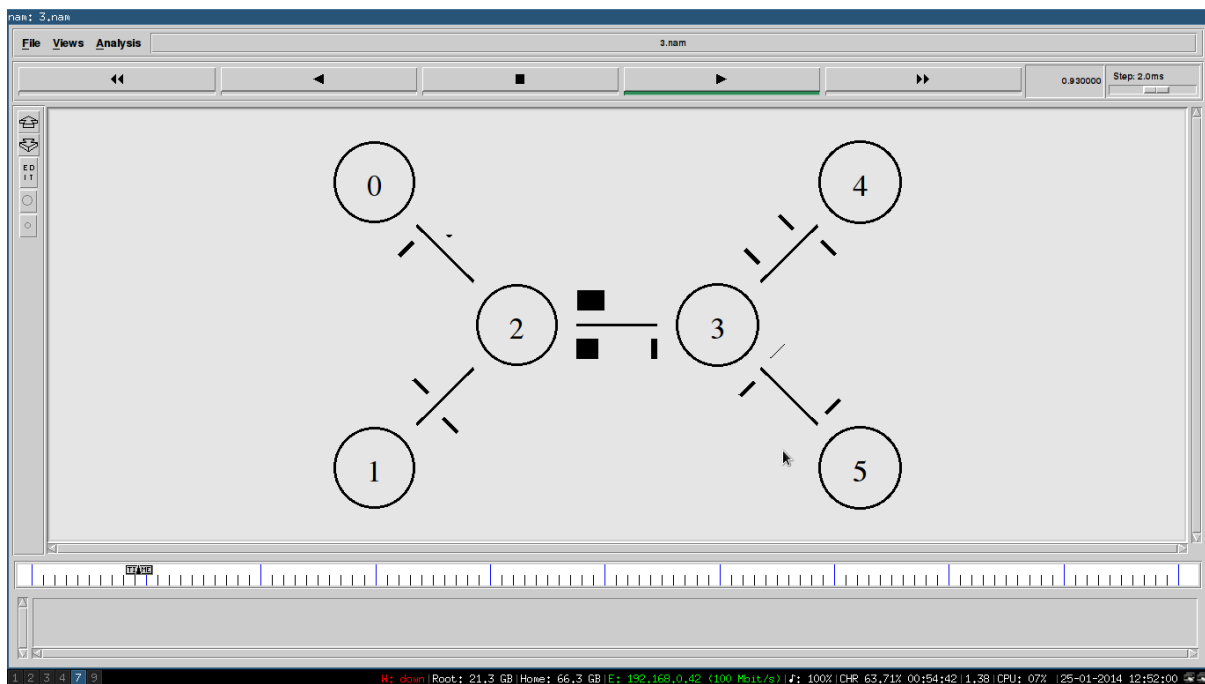 nam: 3.nam
File Views Analysis 3.nam
0.930000 Step: 2.0ms
ED
IT
0
4
2
3
1
5
TIME
1 2 3 4 7 9 W: down|Root: 21.3 GB|Home: 66.3 GB|E: 192.168.0.42 (100 Mbit/s)|♪: 100%|CHR 63.71% 00:54:42|1.38|CPU: 07% |25-01-2014 12:52:00